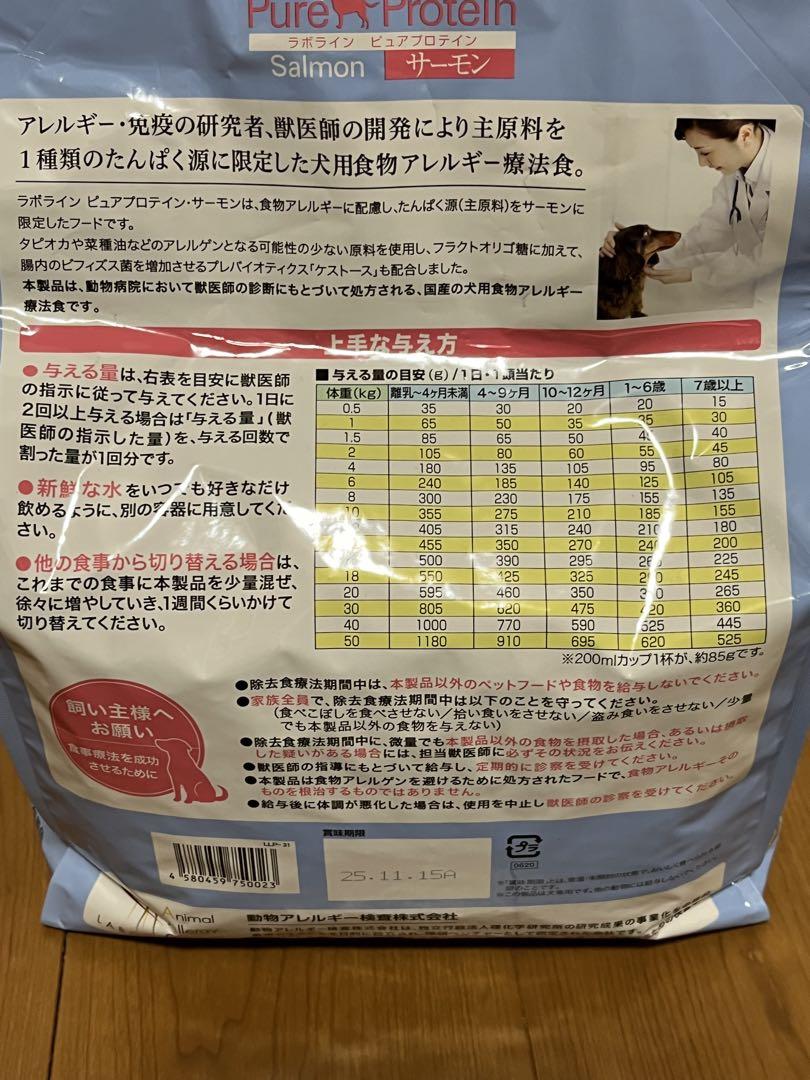 Pure Protein
ラボライン ピュアプロテイン
Salmon サーモン
アレルギー・免疫の研究者、獣医師の開発により主原料を
1種類のたんぱく源に限定した犬用食物アレルギー療法食。
ラボライン ピュアプロテイン・サーモンは、食物アレルギーに配慮し、たんぱく源(主原料)をサーモンに
限定したフードです。
タピオカや菜種油などのアレルゲンとなる可能性の少ない原料を使用し、フラクトオリゴ糖に加えて、
腸内のビフィズス菌を増加させるプレバイオティクス「ケストース」も配合しました。
本製品は、動物病院において獣医師の診断にもとづいて処方される、国産の犬用食物アレルギー
療法食です。
上手な与え方
●与える量は、右表を目安に獣医師
の指示に従って与えてください。1日に
2回以上与える場合は「与える量」(獣
医師の指示した量)を、与える回数で
割った量が1回分です。
●新鮮な水をいつでも好きなだけ
飲めるように、別の容器に用意してくだ
さい。
●他の食事から切り替える場合は、
これまでの食事に本製品を少量混ぜ、
徐々に増やしていき、1週間くらいかけて
切り替えてください。
■与える量の目安(g)/1日・1頭当たり
体重(kg) 離乳~4ヶ月未満 4~9ヶ月 10~12ヶ月 1~6歳 7歳以上
0.5 35 30 20 20 15
1 65 50 35 35 30
1.5 85 65 50 40
2 105 80 60 55 45
4 180 135 105 95 80
6 240 185 140 125 105
8 300 230 175 155 135
10 355 275 210 185 155
405 315 240 210 180
455 350 270 240 200
500 390 295 225
18 550 425 325 245
20 595 460 350 265
30 805 620 475 420 360
40 1000 770 590 525 445
50 1180 910 695 620 525
※200mlカップ1杯が、約85gです。
飼い主様へ
お願い
食事療法を成功
させるために
●除去食療法期間中は、本製品以外のペットフードや食物を給与しないでください。
●家族全員で、除去食療法期間中は以下のことを守ってください。
(食べこぼしを食べさせない/拾い食いをさせない/盗み食いをさせない/少量
でも本製品以外の食物を与えない)
●除去食療法期間中に、微量でも本製品以外の食物を摂取した場合、あるいは摂取
した疑いがある場合には、担当獣医師に必ずその状況をお伝えください。
●獣医師の指導にもとづいて給与し、定期的に診察を受けてください。
●本製品は食物アレルゲンを避けるために処方されたフードで、食物アレルギーその
ものを根治するものではありません。
●給与後に体調が悪化した場合は、使用を中止し獣医師の診察を受けてください。
LLP-31
4 580459 750023
賞味期限
25.11.15A
プラ
0620
Animal
動物アレルギー検査株式会社
動物アレルギー検査株式会社は、独立行政法人理化学研究所の研究成果の事業化を